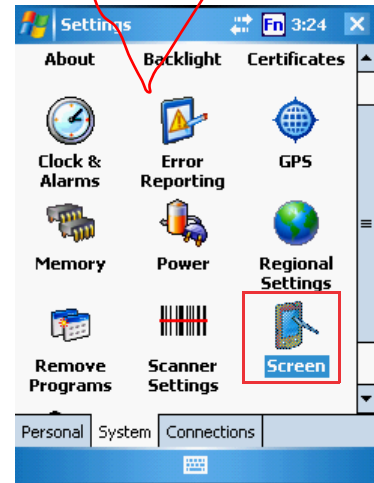 Settings Fn 3:24
About Backlight Certificates
Clock & Error GPS
Alarms Reporting
Memory Power Regional
Settings
Remove Scanner Screen
Programs Settings
Personal System Connections